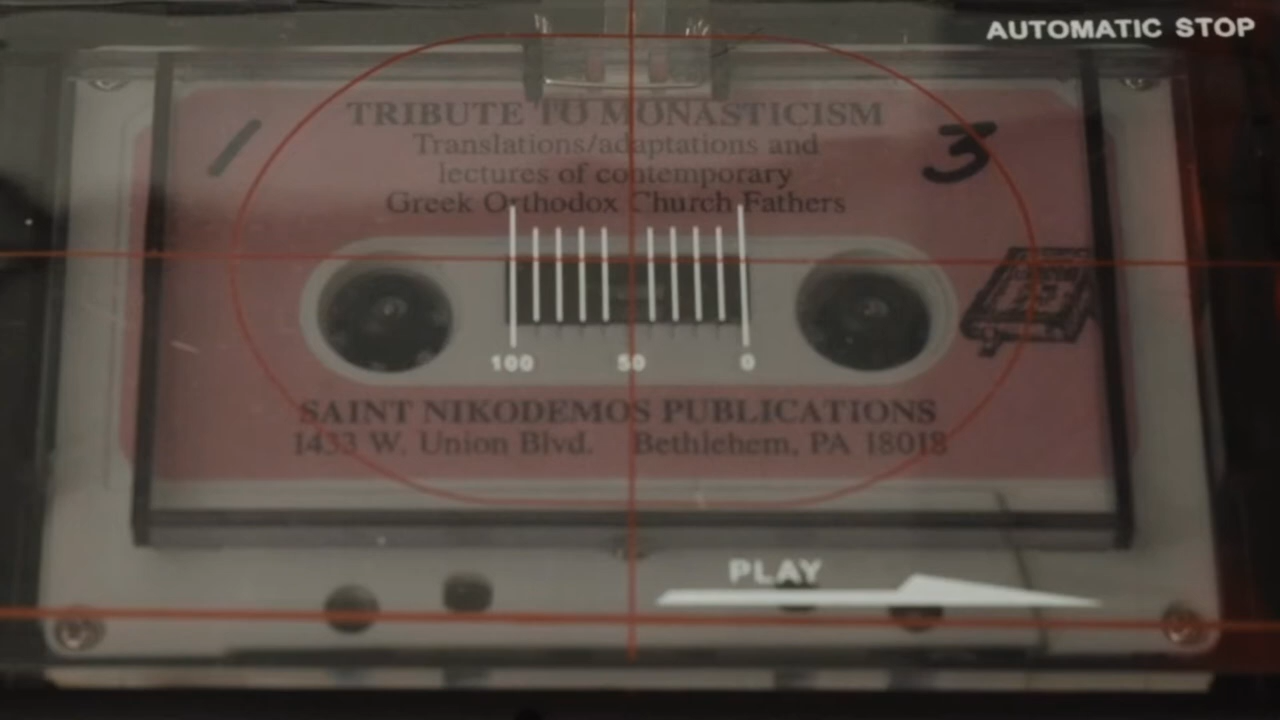 AUTOMATIC STOP
TRIBUTE TO MONASTICISM
1
3
Translations/adaptations and
lectures of contemporary
Greek Orthodox Church Fathers
100 50 0
SAINT NIKODEMOS PUBLICATIONS
1433 W. Union Blvd. Bethlehem, PA 18018
PLAY